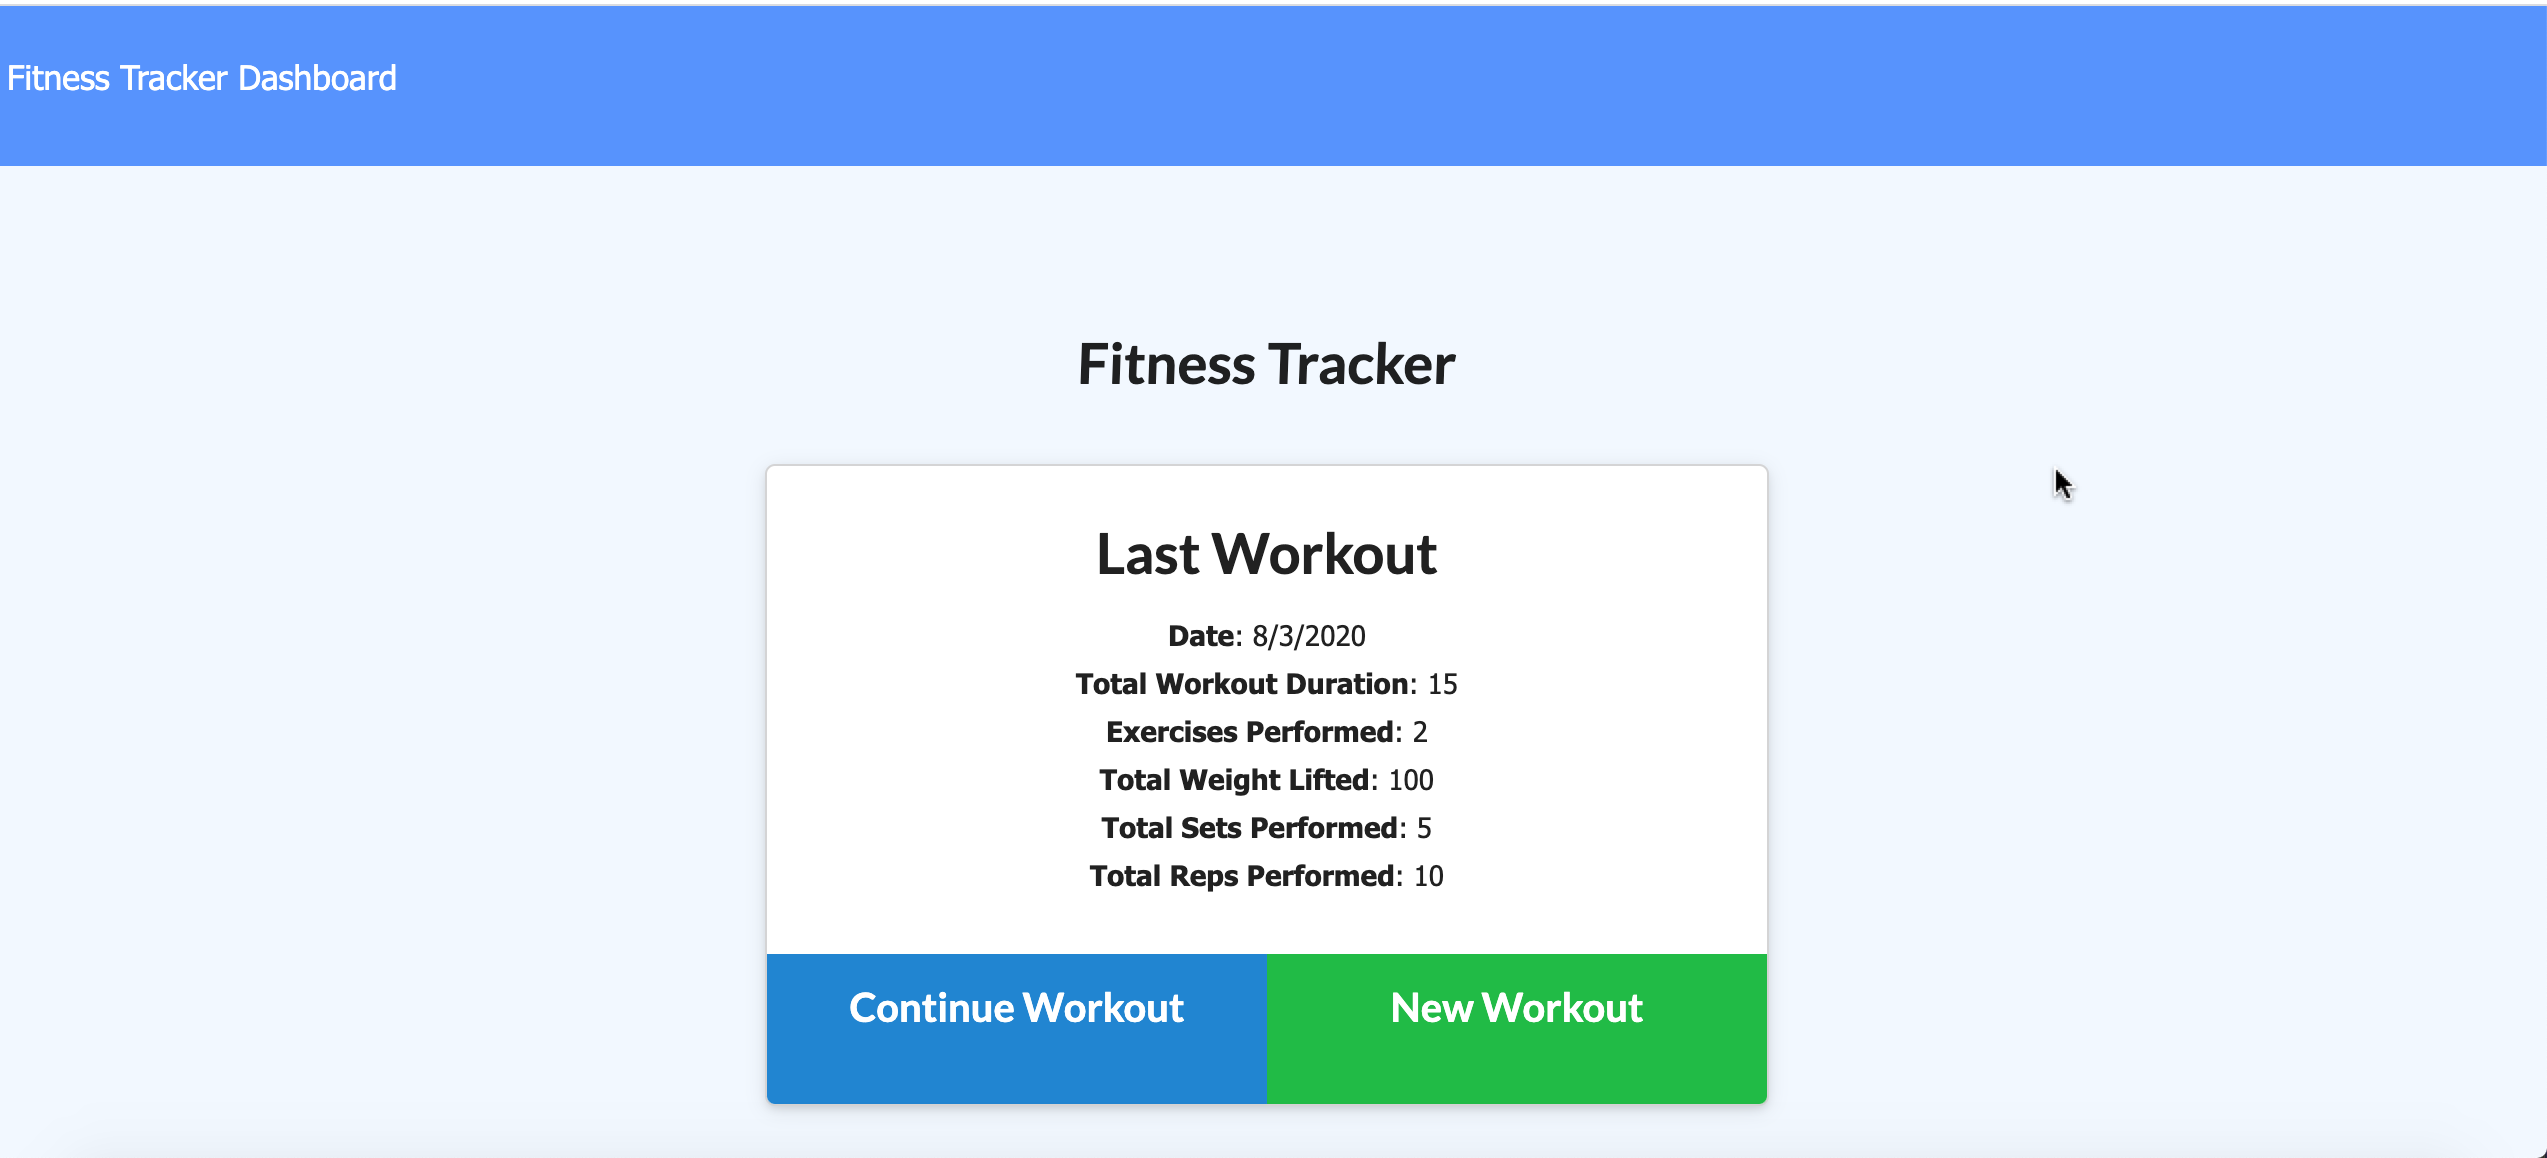 Fitness Tracker Dashboard
Fitness Tracker
Last Workout
Date: 8/3/2020
Total Workout Duration: 15
Exercises Performed: 2
Total Weight Lifted: 100
Total Sets Performed: 5
Total Reps Performed: 10
Continue Workout
New Workout